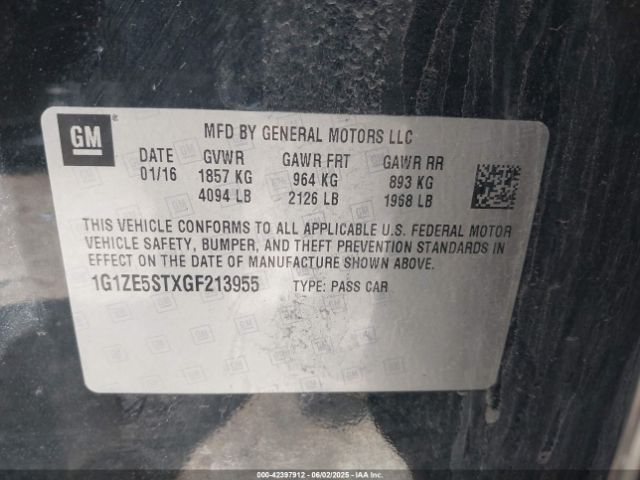 GM
MFD BY GENERAL MOTORS LLC
DATE GVWR GAWR FRT GAWR RR
01/16 1857 KG 964 KG 893 KG
4094 LB 2126 LB 1968 LB
THIS VEHICLE CONFORMS TO ALL APPLICABLE U.S. FEDERAL MOTOR
VEHICLE SAFETY, BUMPER, AND THEFT PREVENTION STANDARDS IN
EFFECT ON THE DATE OF MANUFACTURE SHOWN ABOVE.
1G1ZE5STXGF213955 TYPE: PASS CAR
000-42397912 | 06/02/2025 | IAAI.COM